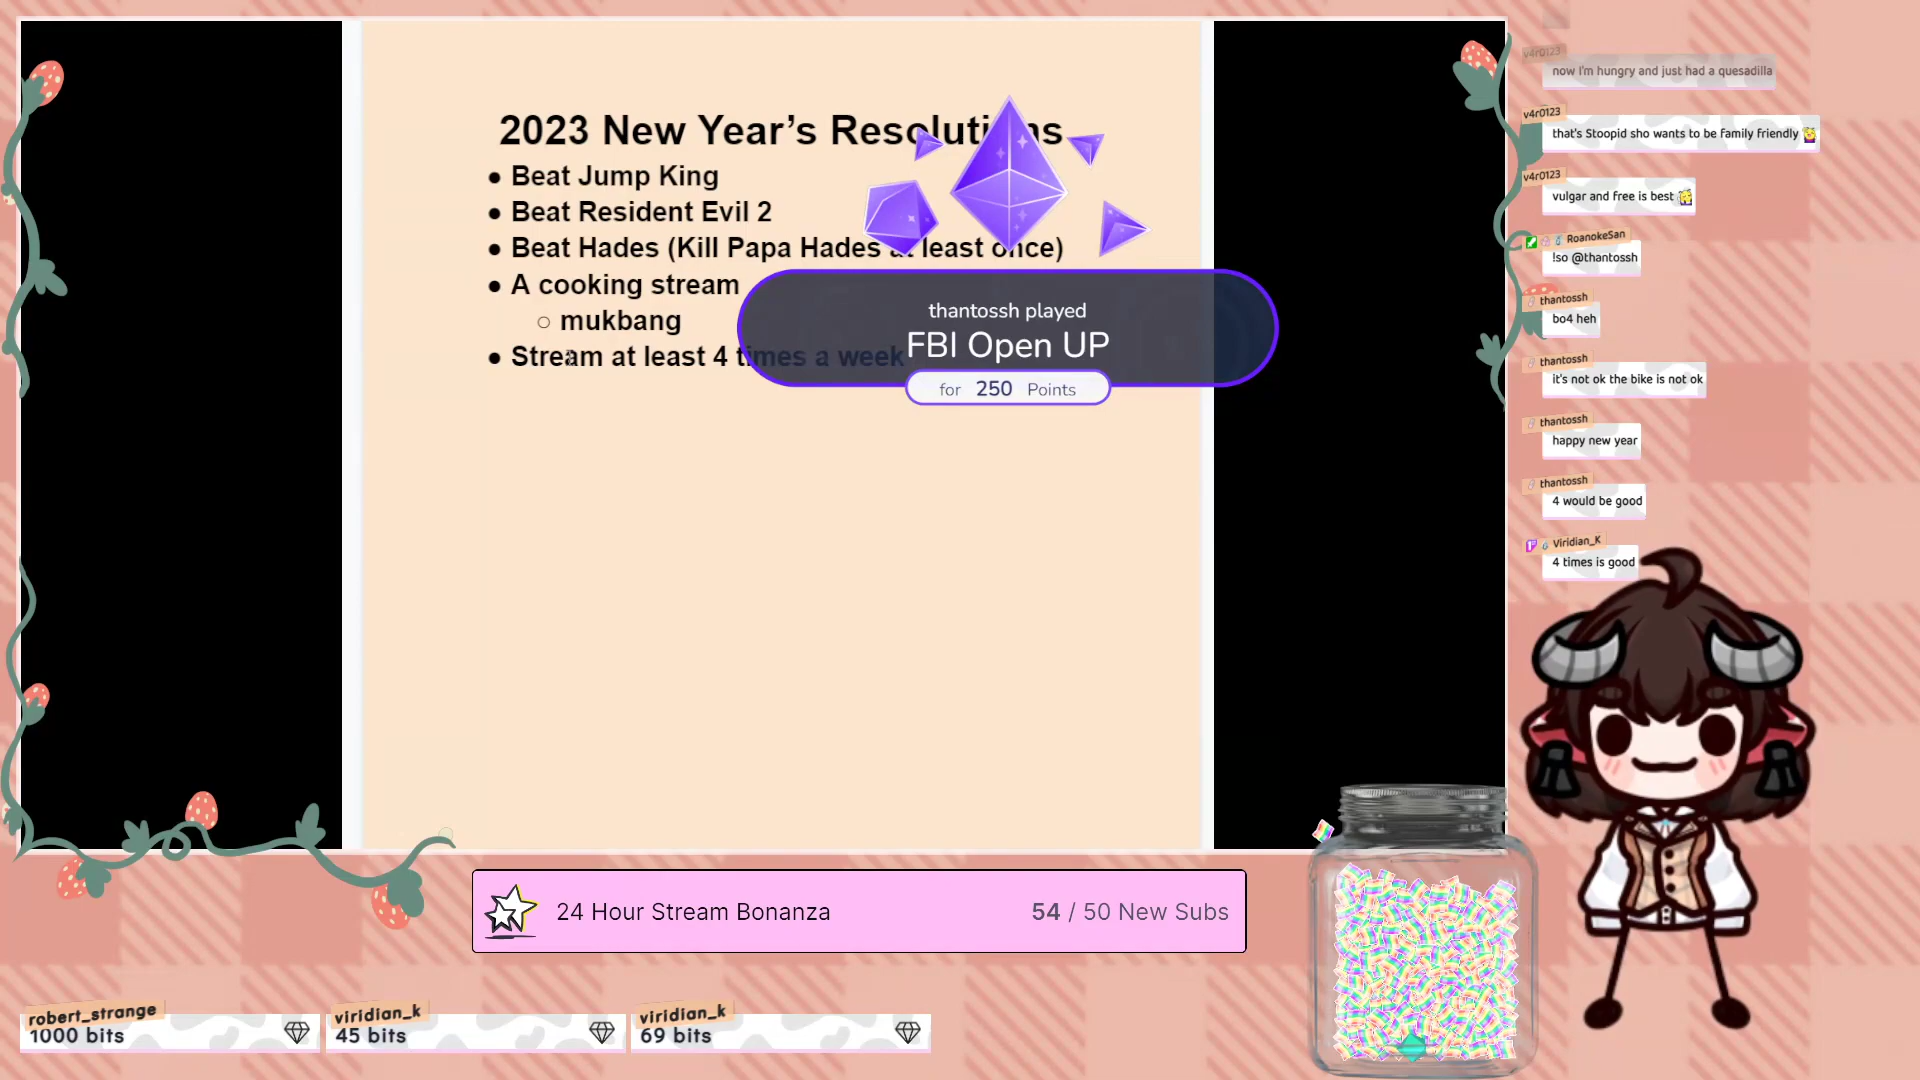 2023 New Year's Resolutions
• Beat Jump King
• Beat Resident Evil 2
• Beat Hades (Kill Papa Hades at least once)
• A cooking stream
○ mukbang
• Stream at least 4 times a week
thantossh played
FBI Open UP
for 250 Points
v4r0123
now I'm hungry and just had a quesadilla
v4r0123
that's Stoopid sho wants to be family friendly
v4r0123
vulgar and free is best
RoanokeSan
!so @thantossh
thantossh
bo4 heh
thantossh
it's not ok the bike is not ok
thantossh
happy new year
thantossh
4 would be good
Viridian_K
4 times is good
24 Hour Stream Bonanza
54 / 50 New Subs
robert_strange
1000 bits
viridian_k
45 bits
viridian_k
69 bits